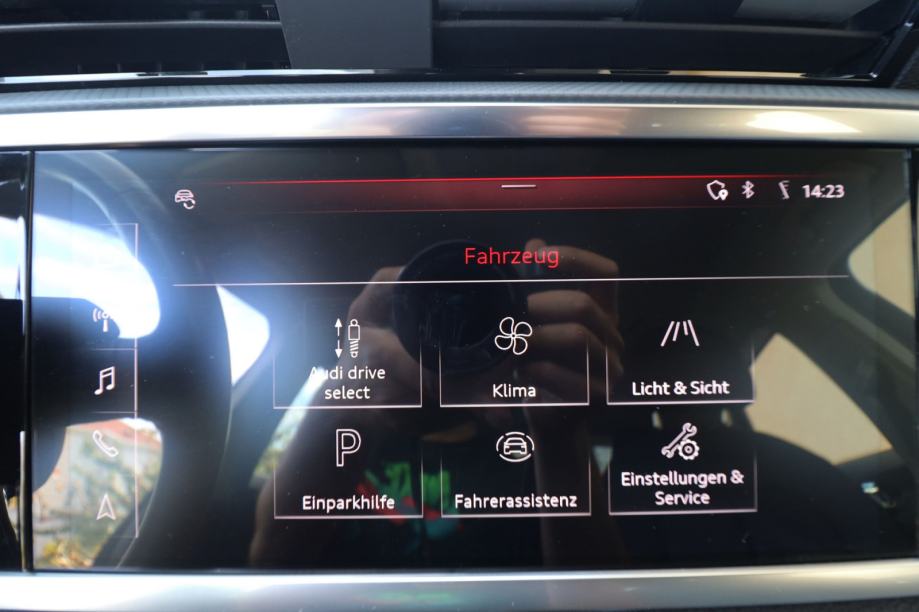 14:23
Fahrzeug
Audi drive
select
Klima
Licht & Sicht
P
Einparkhilfe
Fahrerassistenz
Einstellungen &
Service